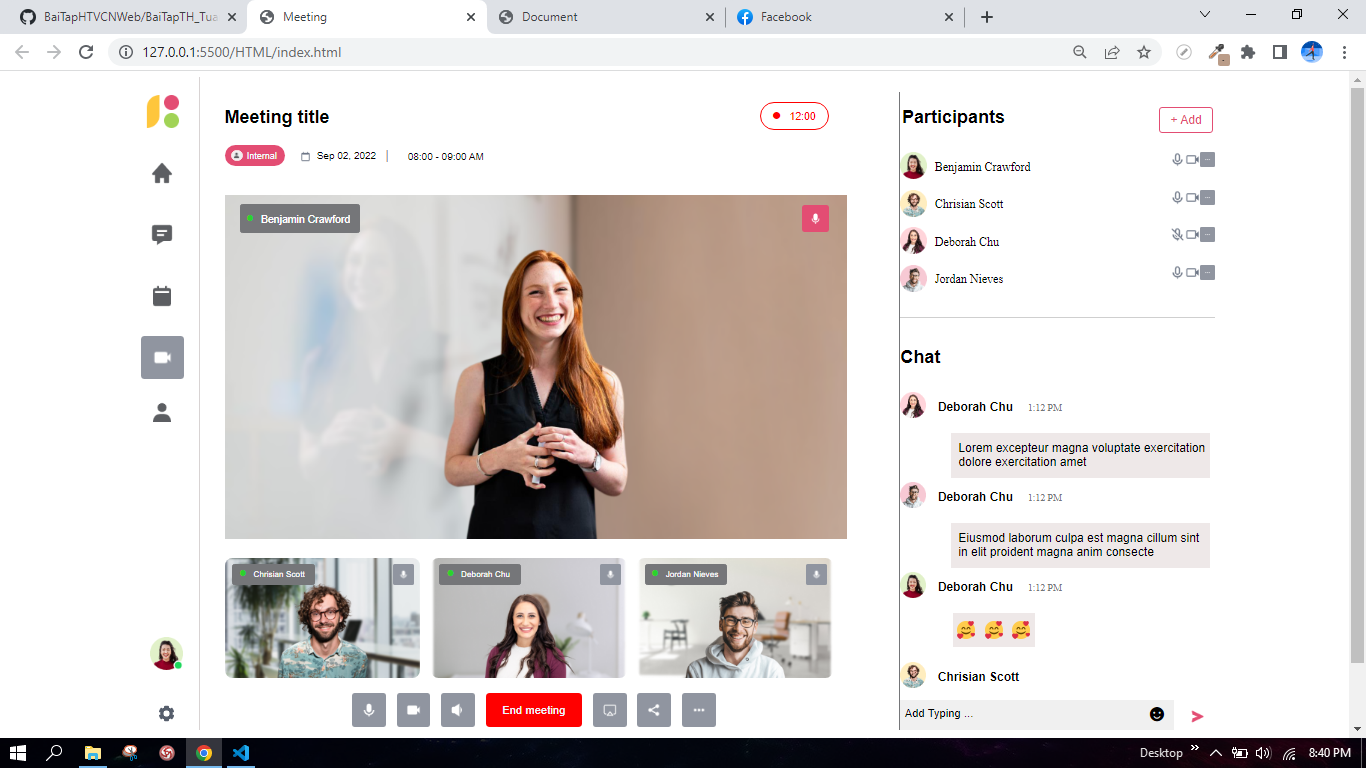 BaiTapHTVCNWeb/BaiTapTH_Tua
Meeting
Document
Facebook
127.0.0.1:5500/HTML/index.html
Meeting title
12:00
Internal
Sep 02, 2022
08:00 - 09:00 AM
Benjamin Crawford
Chrisian Scott
Deborah Chu
Jordan Nieves
End meeting
Participants
+ Add
Benjamin Crawford
Chrisian Scott
Deborah Chu
Jordan Nieves
Chat
Deborah Chu 1:12 PM
Lorem excepteur magna voluptate exercitation
dolore exercitation amet
Deborah Chu 1:12 PM
Eiusmod laborum culpa est magna cillum sint
in elit proident magna anim consecte
Deborah Chu 1:12 PM
🥰 🥰 🥰
Chrisian Scott
Add Typing ...
Desktop
8:40 PM